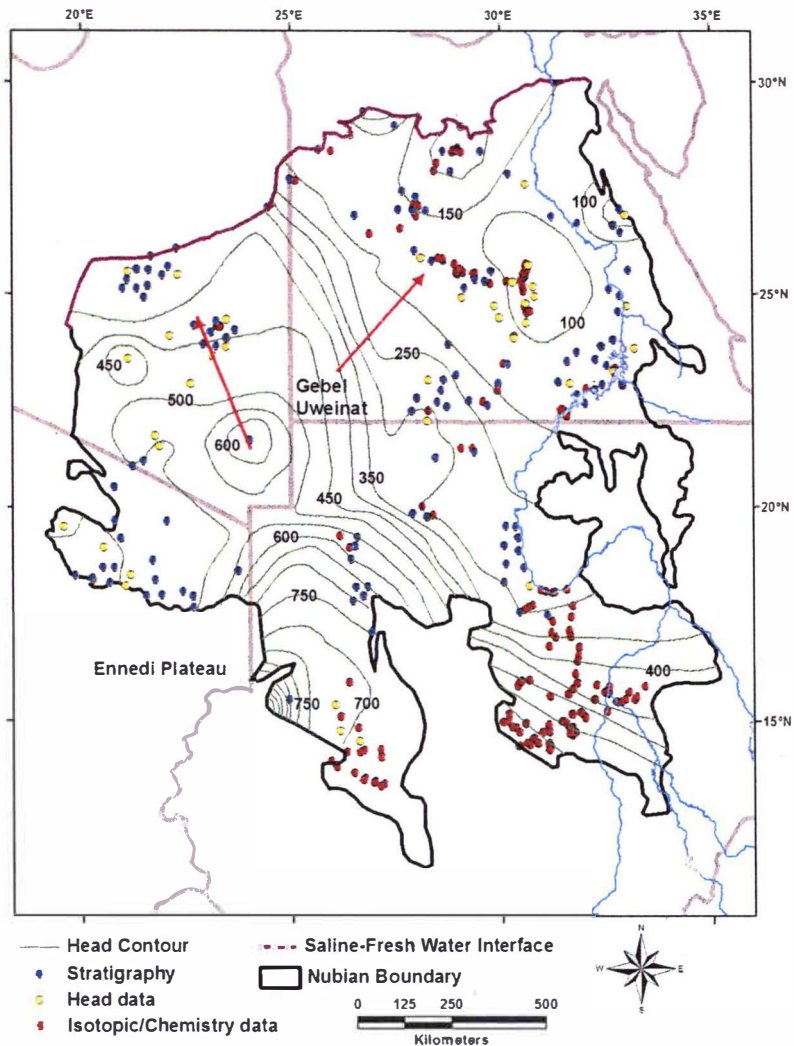 20°E 25°E 30°E 35°E
30°N
150
100
25°N
100
250
450
Gebel
Uweinat
500
600
350
450
20°N
600
750
Ennedi Plateau
400
750 700
15°N
Head Contour
Saline-Fresh Water Interface
Stratigraphy
Nubian Boundary
Head data
Isotopic/Chemistry data
0 125 250 500
Kilometers
N
W E
S